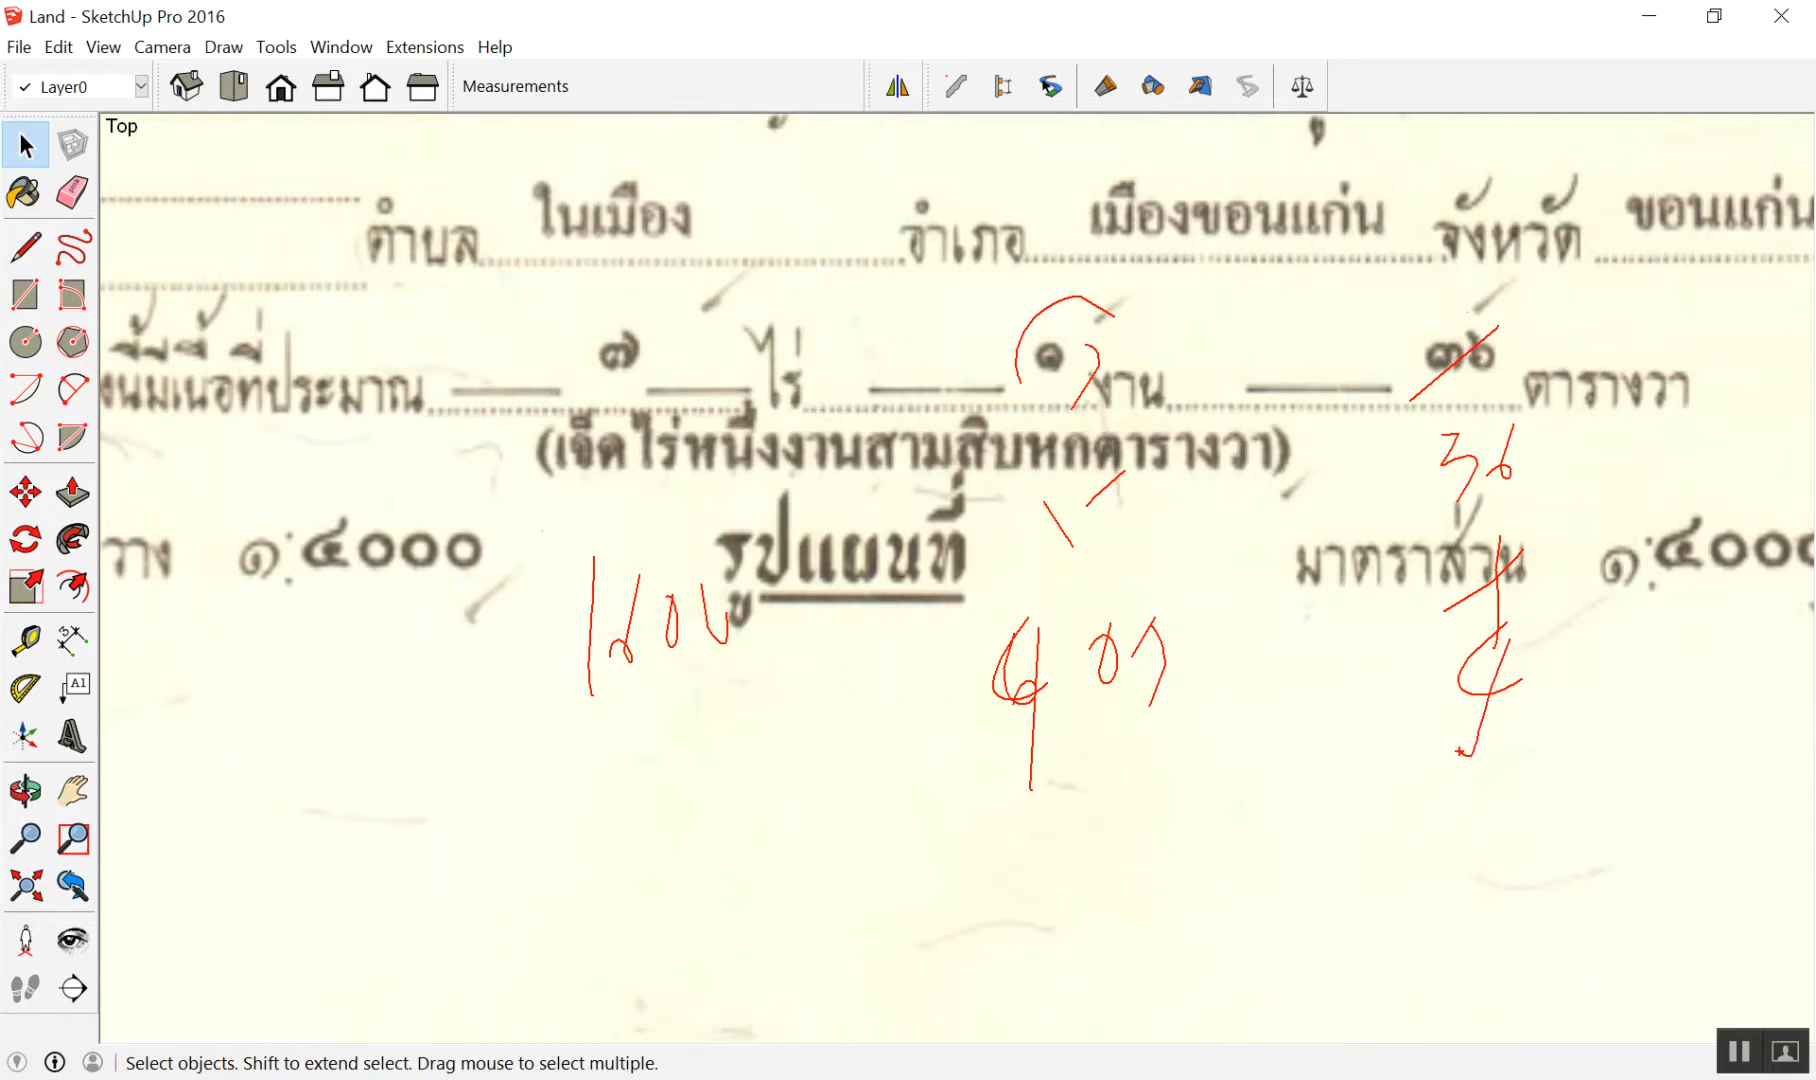 Land - SketchUp Pro 2016
File Edit View Camera Draw Tools Window Extensions Help
Layer0 Measurements
Top
ตำบล ในเมือง อำเภอ เมืองขอนแก่น จังหวัด ขอนแก่น
นี้มีเนื้อที่ประมาณ ๗ ไร่ ๑ งาน ๓๖ ตารางวา
(เจ็ดไร่หนึ่งงานสามสิบหกตารางวา)
36
วาง ๑:๔๐๐๐ รูปแผนที่ มาตราส่วน ๑:๔๐๐๐
Select objects. Shift to extend select. Drag mouse to select multiple.